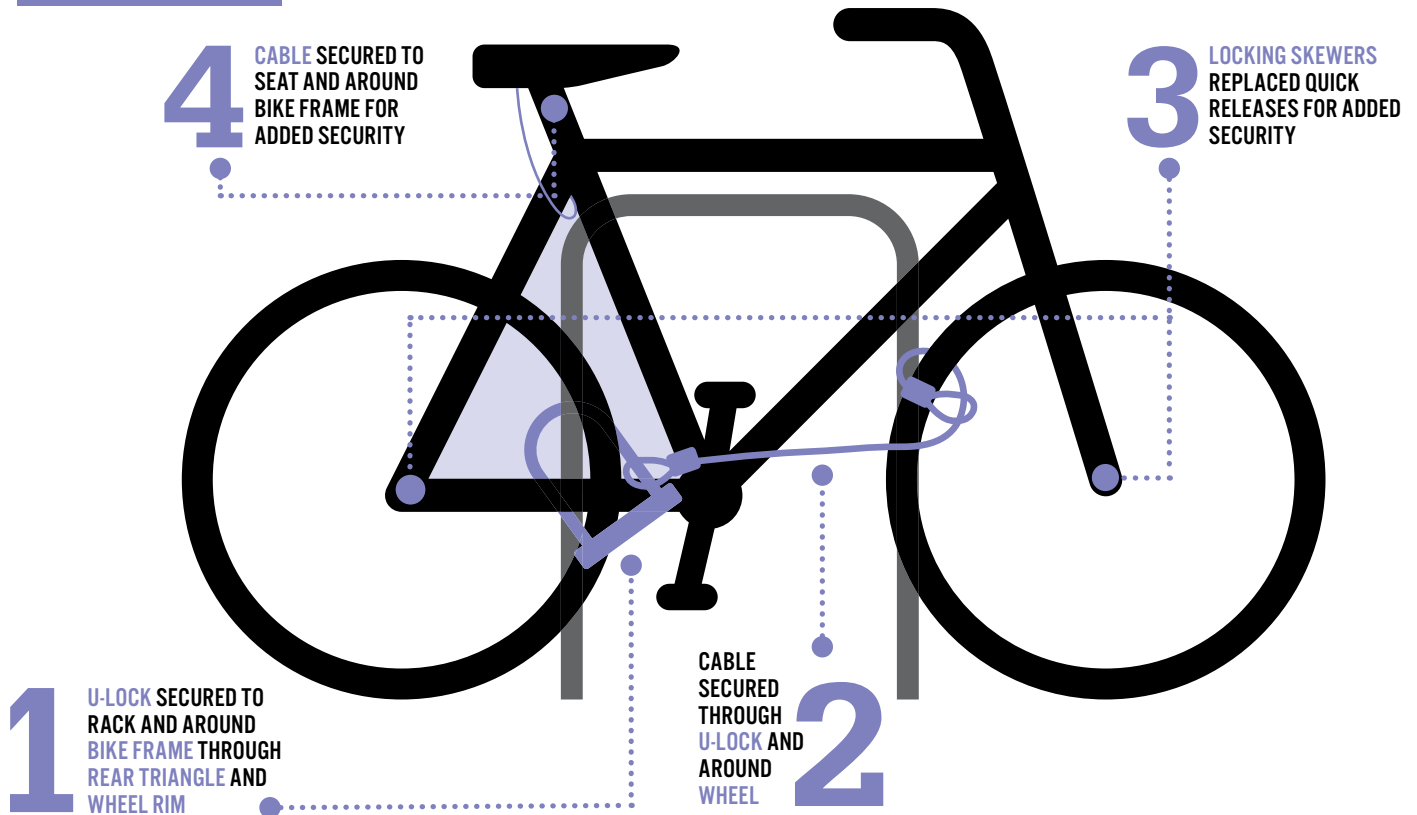 4
CABLE SECURED TO
SEAT AND AROUND
BIKE FRAME FOR
ADDED SECURITY
3
LOCKING SKEWERS
REPLACED QUICK
RELEASES FOR ADDED
SECURITY
1
U-LOCK SECURED TO
RACK AND AROUND
BIKE FRAME THROUGH
REAR TRIANGLE AND
WHEEL RIM
CABLE
SECURED
THROUGH
U-LOCK AND
AROUND
WHEEL
2